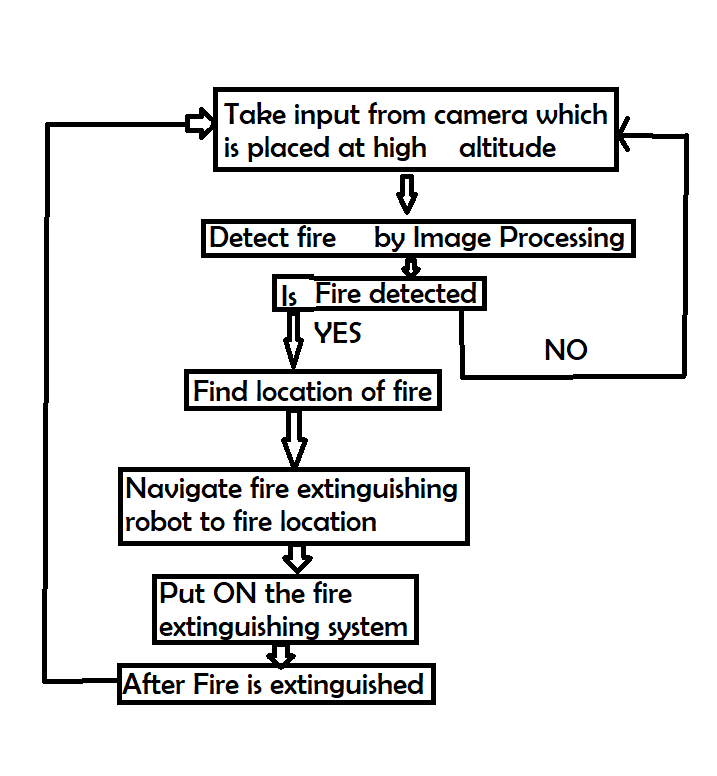 Take input from camera which
is placed at high altitude
Detect fire by Image Processing
Is Fire detected
YES
NO
Find location of fire
Navigate fire extinguishing
robot to fire location
Put ON the fire
extinguishing system
After Fire is extinguished